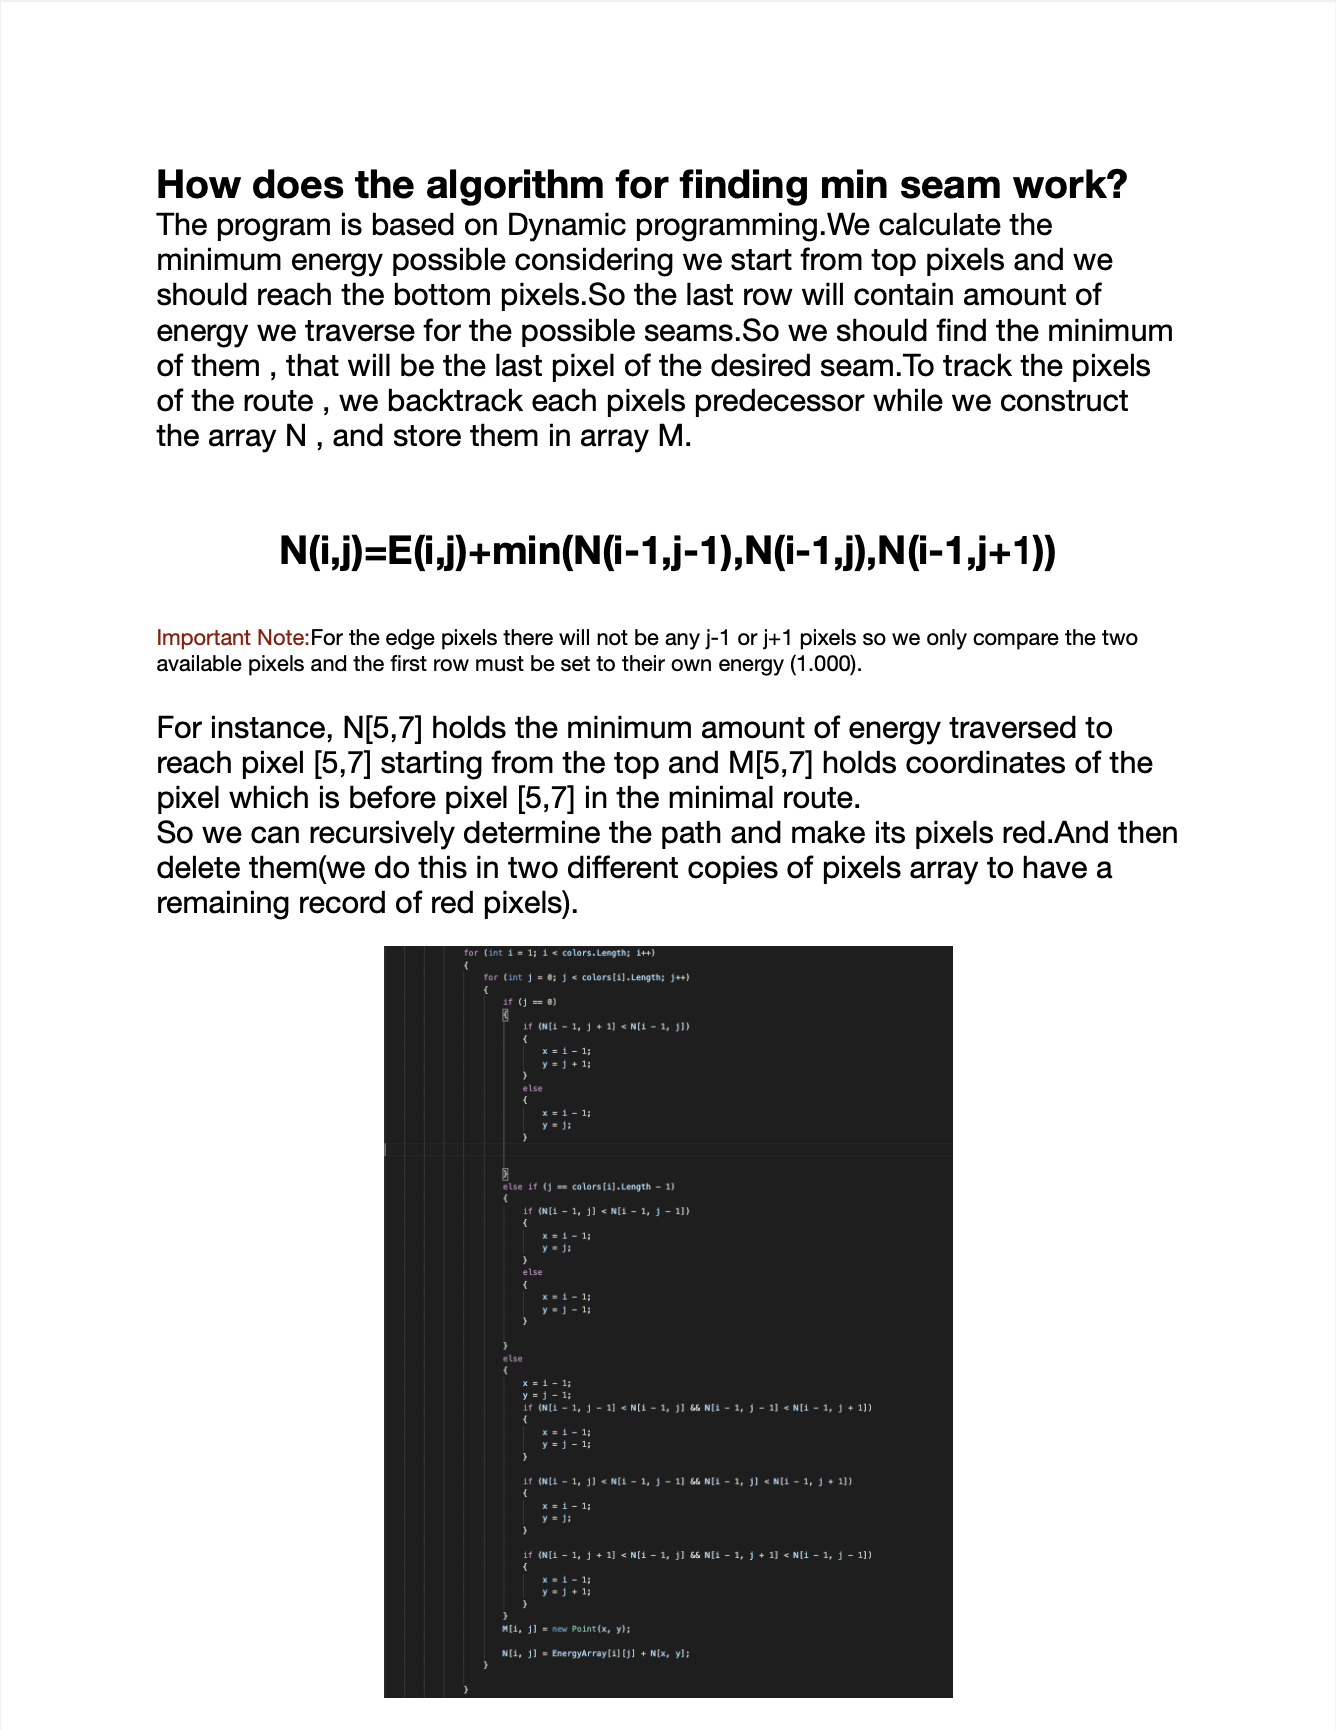 How does the algorithm for finding min seam work?
The program is based on Dynamic programming.We calculate the
minimum energy possible considering we start from top pixels and we
should reach the bottom pixels.So the last row will contain amount of
energy we traverse for the possible seams.So we should find the minimum
of them , that will be the last pixel of the desired seam.To track the pixels
of the route , we backtrack each pixels predecessor while we construct
the array N , and store them in array M.
N(i,j)=E(i,j)+min(N(i-1,j-1),N(i-1,j),N(i-1,j+1))
Important Note:For the edge pixels there will not be any j-1 or j+1 pixels so we only compare the two
available pixels and the first row must be set to their own energy (1.000).
For instance, N[5,7] holds the minimum amount of energy traversed to
reach pixel [5,7] starting from the top and M[5,7] holds coordinates of the
pixel which is before pixel [5,7] in the minimal route.
So we can recursively determine the path and make its pixels red.And then
delete them(we do this in two different copies of pixels array to have a
remaining record of red pixels).
for (int i = 1; i < colors.Length; i++)
{
for (int j = 0; j < colors[i].Length; j++)
{
if (j == 0)
{
if (N[i - 1, j + 1] < N[i - 1, j])
{
x = i - 1;
y = j + 1;
}
else
{
x = i - 1;
y = j;
}
}
else if (j == colors[i].Length - 1)
{
if (N[i - 1, j] < N[i - 1, j - 1])
{
x = i - 1;
y = j;
}
else
{
x = i - 1;
y = j - 1;
}
}
else
{
x = i - 1;
y = j - 1;
if (N[i - 1, j - 1] < N[i - 1, j] && N[i - 1, j - 1] < N[i - 1, j + 1])
{
x = i - 1;
y = j - 1;
}
if (N[i - 1, j] < N[i - 1, j - 1] && N[i - 1, j] < N[i - 1, j + 1])
{
x = i - 1;
y = j;
}
if (N[i - 1, j + 1] < N[i - 1, j] && N[i - 1, j + 1] < N[i - 1, j - 1])
{
x = i - 1;
y = j + 1;
}
}
M[i, j] = new Point(x, y);
N[i, j] = EnergyArray[i][j] + N[x, y];
}
}